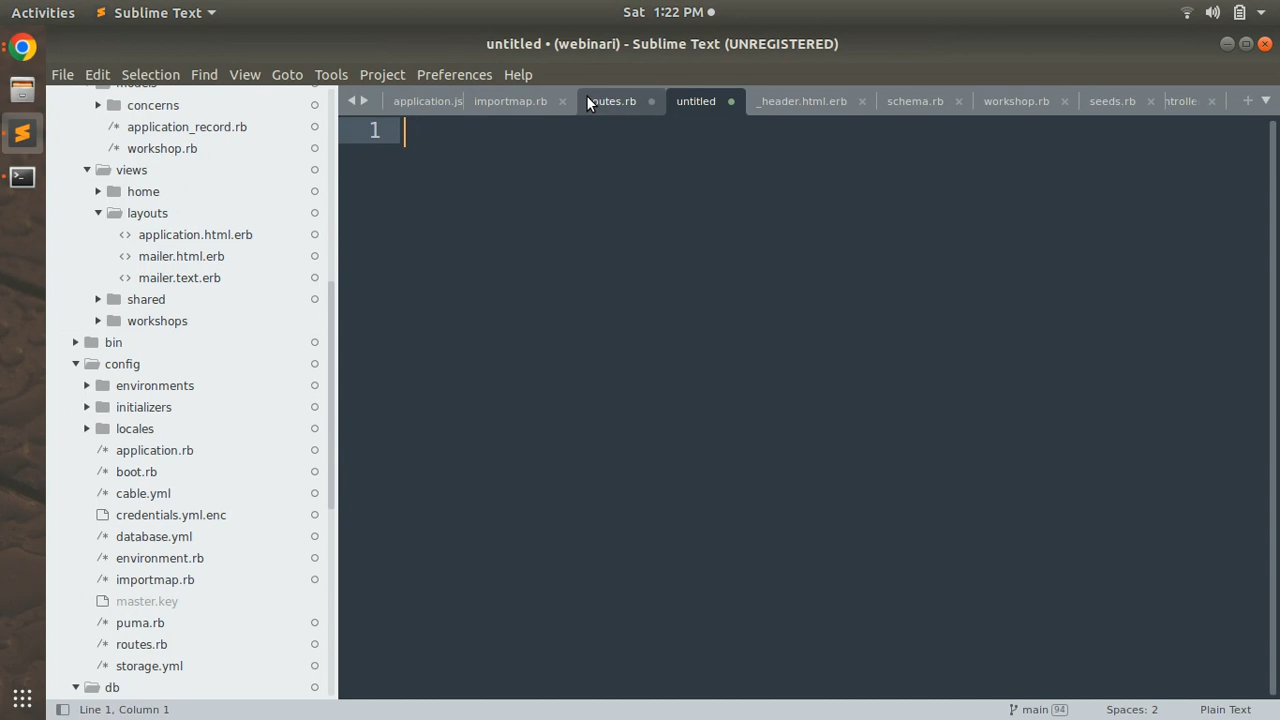 Activities
Sublime Text
Sat 1:22 PM
untitled • (webinari) - Sublime Text (UNREGISTERED)
File Edit Selection Find View Goto Tools Project Preferences Help
application.js importmap.rb routes.rb untitled _header.html.erb schema.rb workshop.rb seeds.rb ntrolle
models
concerns
application_record.rb
workshop.rb
views
home
layouts
application.html.erb
mailer.html.erb
mailer.text.erb
shared
workshops
bin
config
environments
initializers
locales
application.rb
boot.rb
cable.yml
credentials.yml.enc
database.yml
environment.rb
importmap.rb
master.key
puma.rb
routes.rb
storage.yml
db
1
Line 1, Column 1
main 94
Spaces: 2
Plain Text